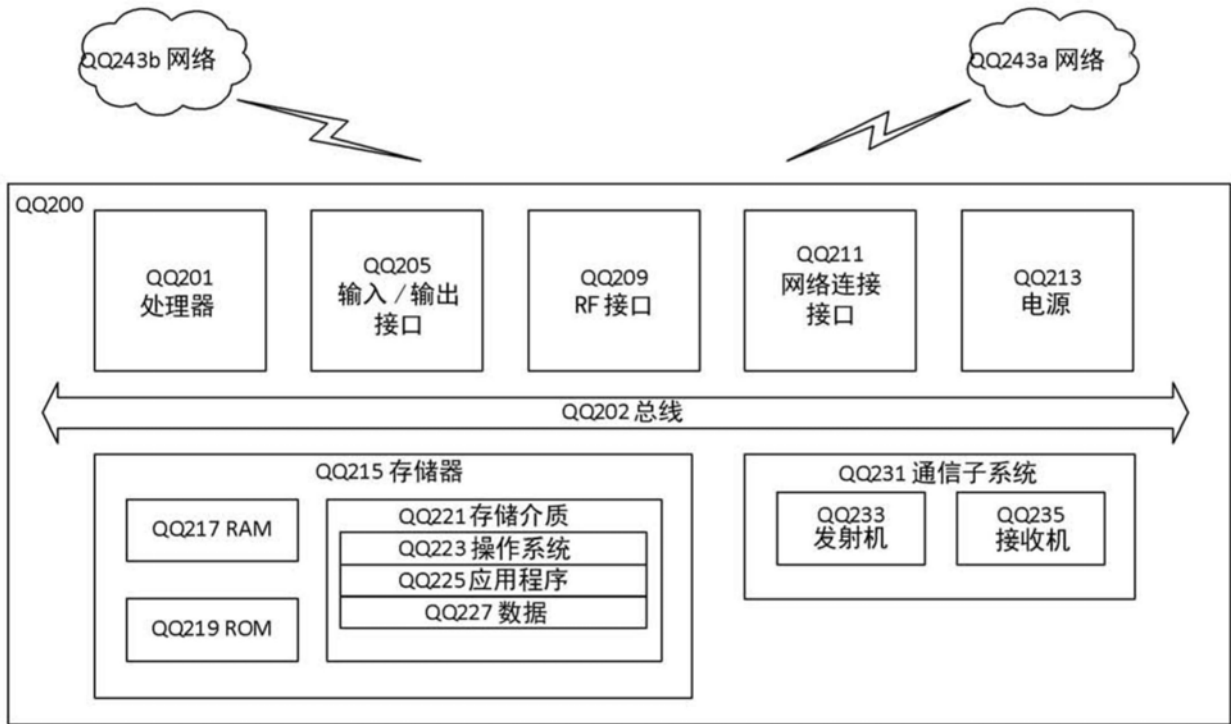 QQ243b 网络
QQ243a 网络
QQ200
QQ201
处理器
QQ205
输入 / 输出
接口
QQ209
RF 接口
QQ211
网络连接
接口
QQ213
电源
QQ202 总线
QQ215 存储器
QQ217 RAM
QQ219 ROM
QQ221 存储介质
QQ223 操作系统
QQ225 应用程序
QQ227 数据
QQ231 通信子系统
QQ233
发射机
QQ235
接收机